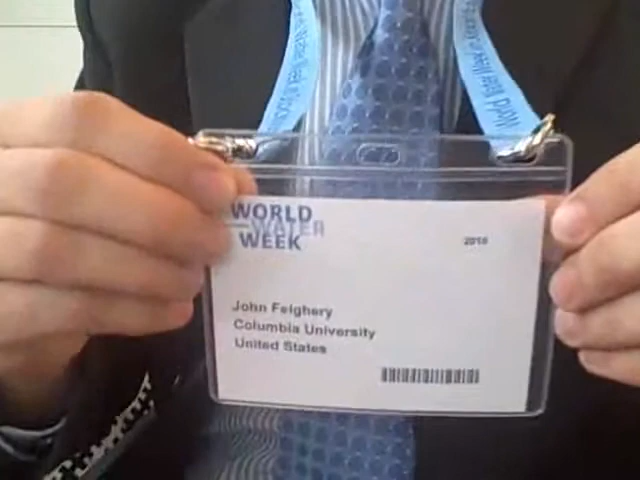 WORLD
WATER
WEEK
2010
John Feighery
Columbia University
United States